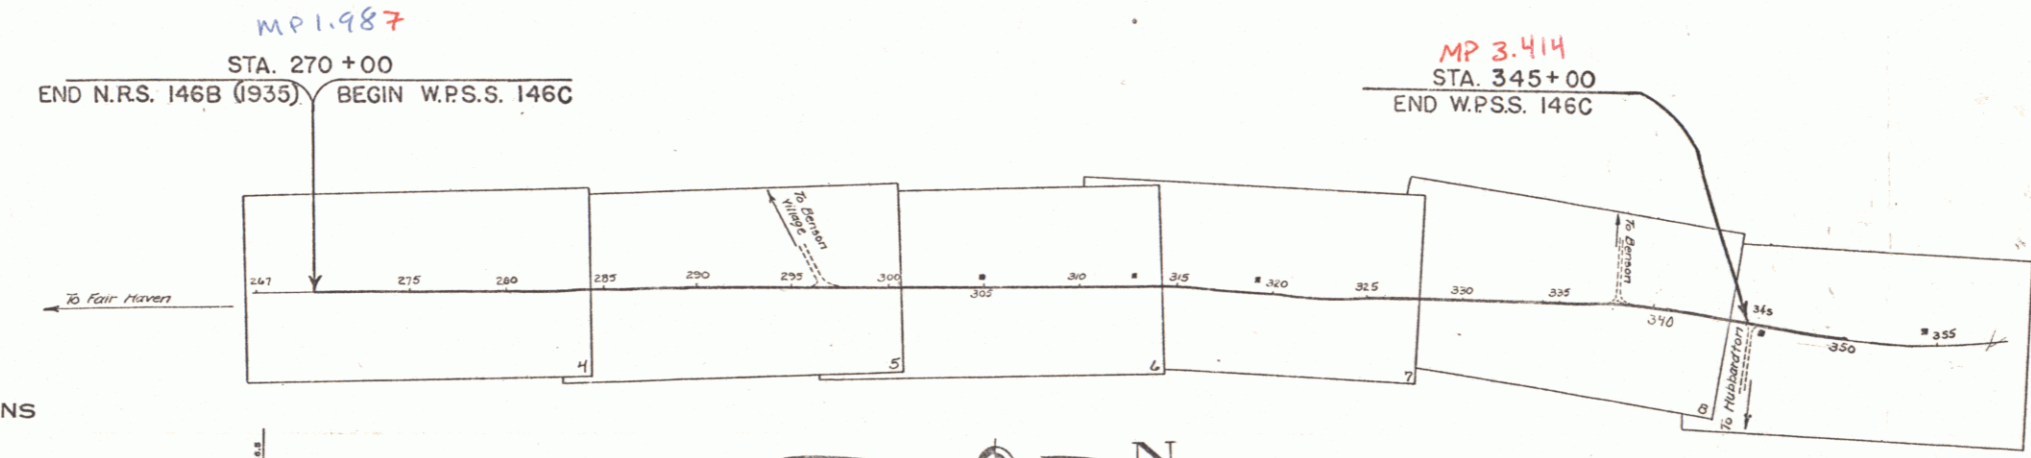 MP 1.987
STA. 270 + 00
END N.R.S. 146B (1935)
BEGIN W.P.S.S. 146C
MP 3.414
STA. 345+00
END W.P.S.S. 146C
To Fair Haven
To Benson
Village
To Benson
To Hubbardton
267
275
280
285
290
295
300
305
310
315
320
325
330
335
340
345
350
355
4
5
6
7
8
NS
N